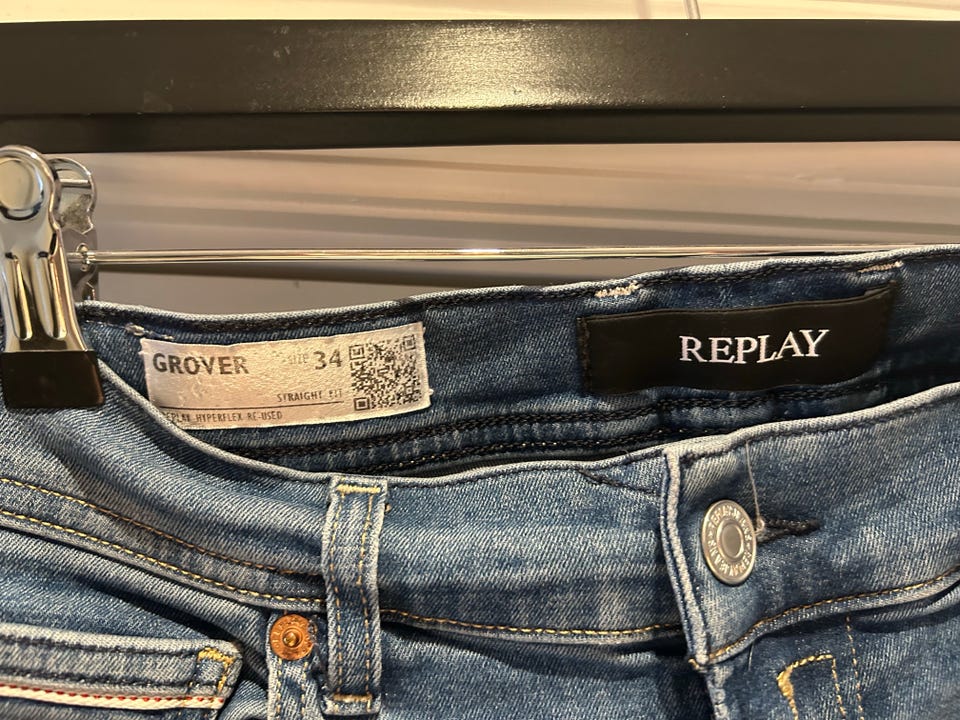 GROVER
size 34
STRAIGHT FIT
REPLAY HYPERFLEX RE-USED
REPLAY